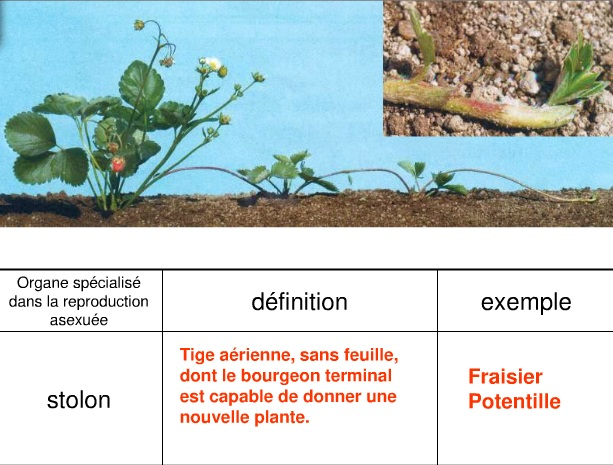 Organe spécialisé
dans la reproduction
asexuée
définition
exemple
stolon
Tige aérienne, sans feuille,
dont le bourgeon terminal
est capable de donner une
nouvelle plante.
Fraisier
Potentille